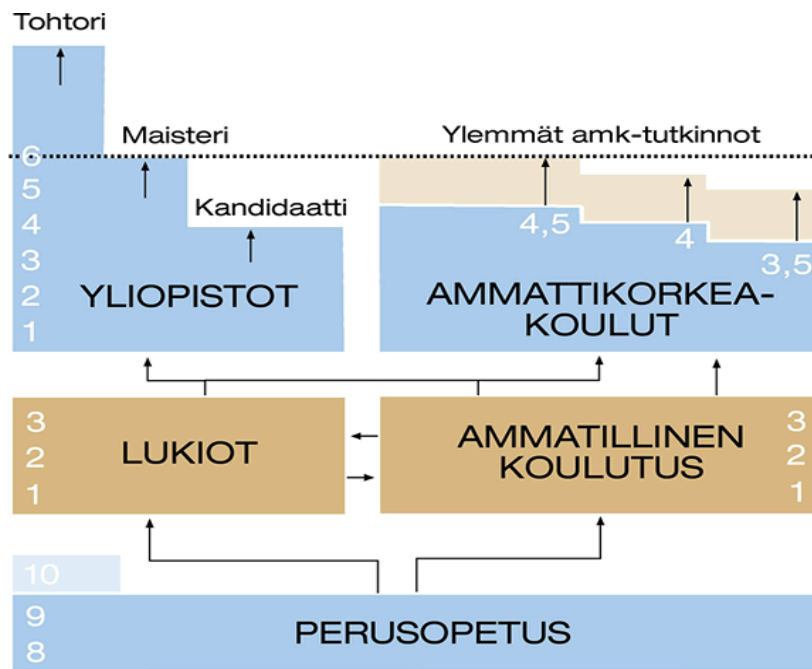 Tohtori
Maisteri
Ylemmät amk-tutkinnot
Kandidaatti
6
5
4
3
2
1
YLIOPISTOT
4,5
4
3,5
AMMATTIKORKEA-
KOULUT
3
2
1
LUKIOT
AMMATILLINEN
KOULUTUS
3
2
1
10
9
8
PERUSOPETUS